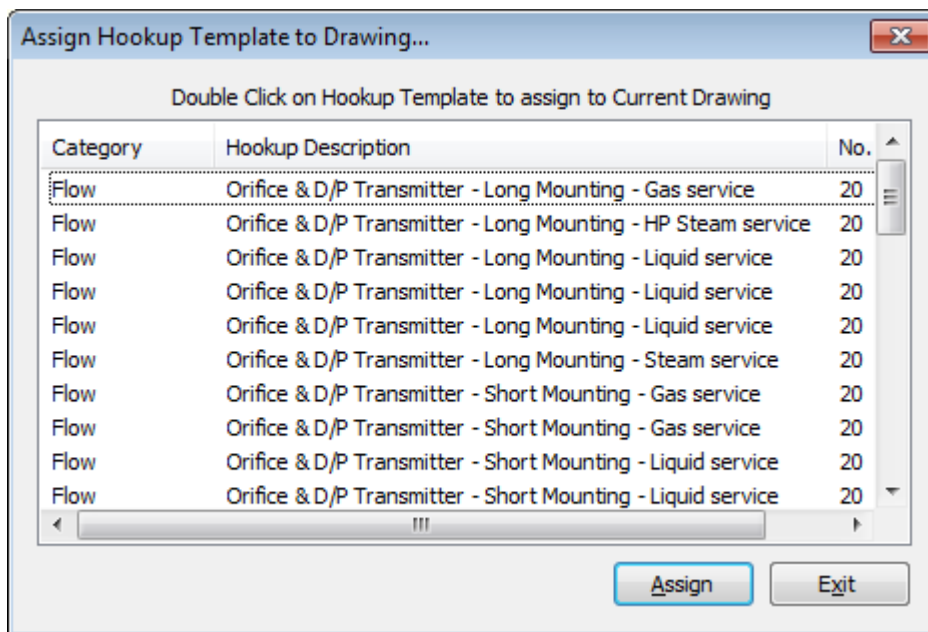 Assign Hookup Template to Drawing...
Double Click on Hookup Template to assign to Current Drawing
Category Hookup Description No.
Flow Orifice & D/P Transmitter - Long Mounting - Gas service 20
Flow Orifice & D/P Transmitter - Long Mounting - HP Steam service 20
Flow Orifice & D/P Transmitter - Long Mounting - Liquid service 20
Flow Orifice & D/P Transmitter - Long Mounting - Liquid service 20
Flow Orifice & D/P Transmitter - Long Mounting - Liquid service 20
Flow Orifice & D/P Transmitter - Long Mounting - Steam service 20
Flow Orifice & D/P Transmitter - Short Mounting - Gas service 20
Flow Orifice & D/P Transmitter - Short Mounting - Gas service 20
Flow Orifice & D/P Transmitter - Short Mounting - Liquid service 20
Flow Orifice & D/P Transmitter - Short Mounting - Liquid service 20
Assign Exit